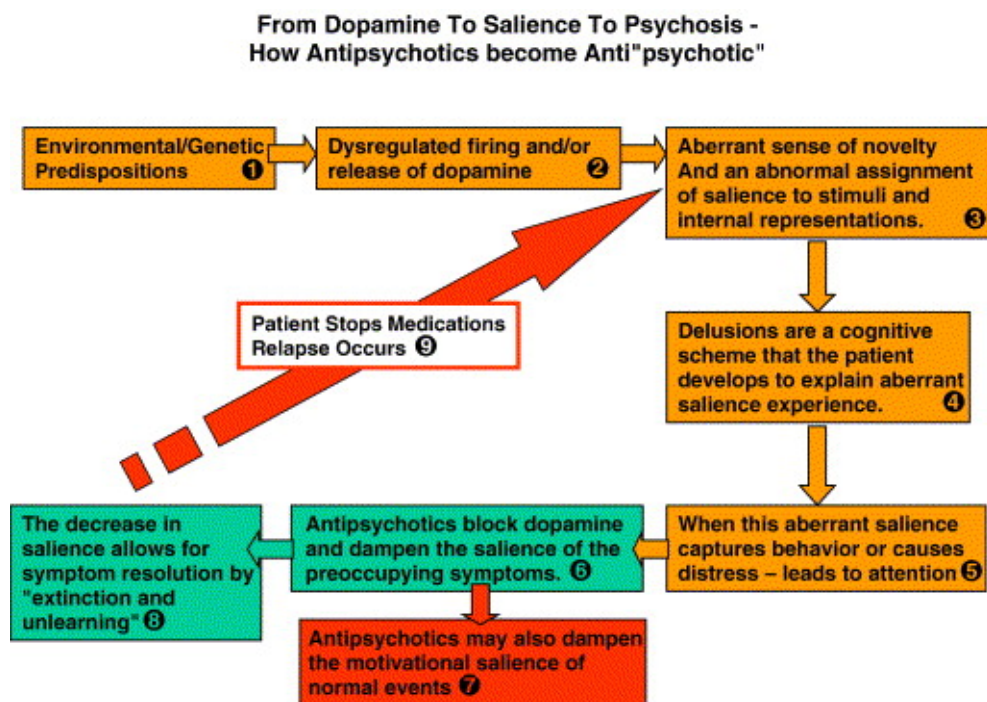 From Dopamine To Salience To Psychosis -
How Antipsychotics become Anti"psychotic"
Environmental/Genetic
Predispositions ❶
Dysregulated firing and/or
release of dopamine ❷
Aberrant sense of novelty
And an abnormal assignment
of salience to stimuli and
internal representations. ❸
Delusions are a cognitive
scheme that the patient
develops to explain aberrant
salience experience. ❹
When this aberrant salience
captures behavior or causes
distress – leads to attention ❺
Antipsychotics block dopamine
and dampen the salience of the
preoccupying symptoms. ❻
Antipsychotics may also dampen
the motivational salience of
normal events ❼
The decrease in
salience allows for
symptom resolution by
"extinction and
unlearning" ❽
Patient Stops Medications
Relapse Occurs ❾